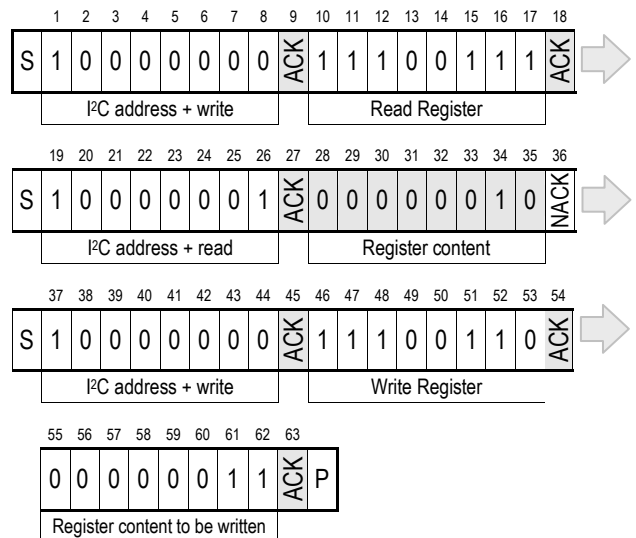 1 2 3 4 5 6 7 8 9 10 11 12 13 14 15 16 17 18
S 1 0 0 0 0 0 0 0 ACK 1 1 1 0 0 1 1 1 ACK
I²C address + write Read Register
19 20 21 22 23 24 25 26 27 28 29 30 31 32 33 34 35 36
S 1 0 0 0 0 0 0 1 ACK 0 0 0 0 0 0 1 0 NACK
I²C address + read Register content
37 38 39 40 41 42 43 44 45 46 47 48 49 50 51 52 53 54
S 1 0 0 0 0 0 0 0 ACK 1 1 1 0 0 1 1 0 ACK
I²C address + write Write Register
55 56 57 58 59 60 61 62 63
0 0 0 0 0 0 1 1 ACK P
Register content to be written